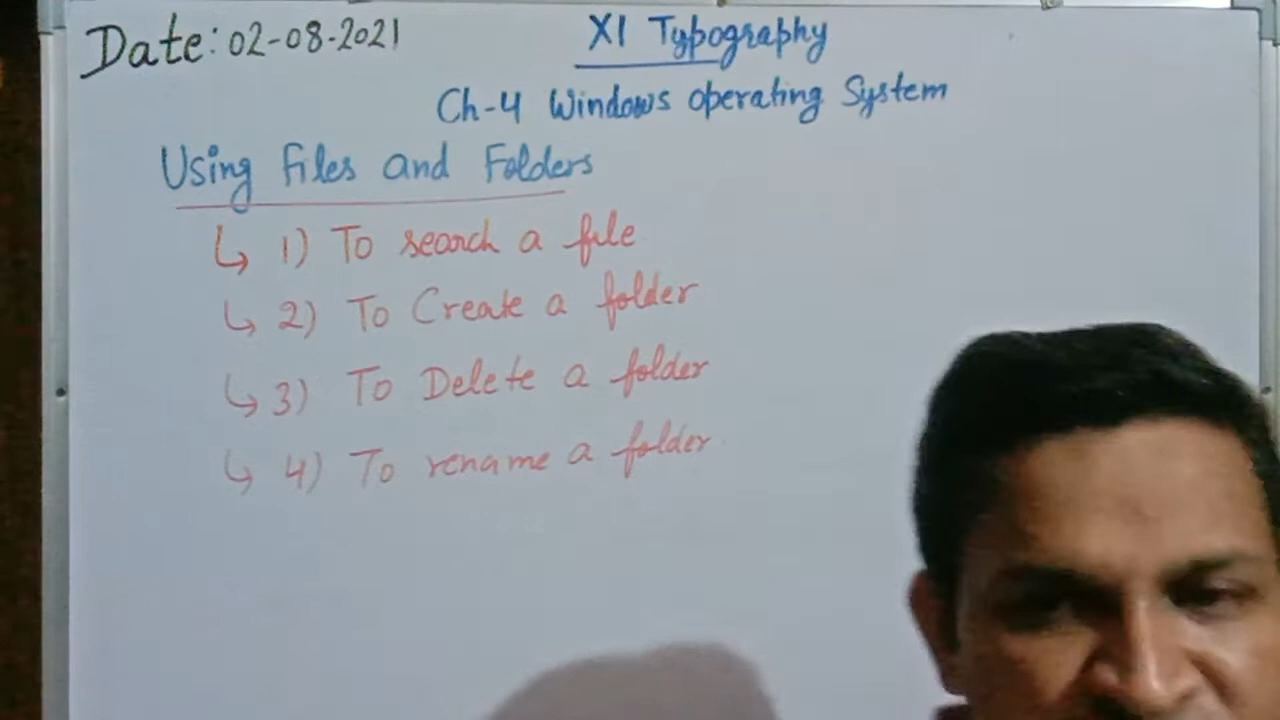 Date: 02-08-2021
XI Typography
Ch-4 Windows operating System
Using Files and Folders
↳ 1) To search a file
↳ 2) To Create a folder
↳ 3) To Delete a folder
↳ 4) To rename a folder